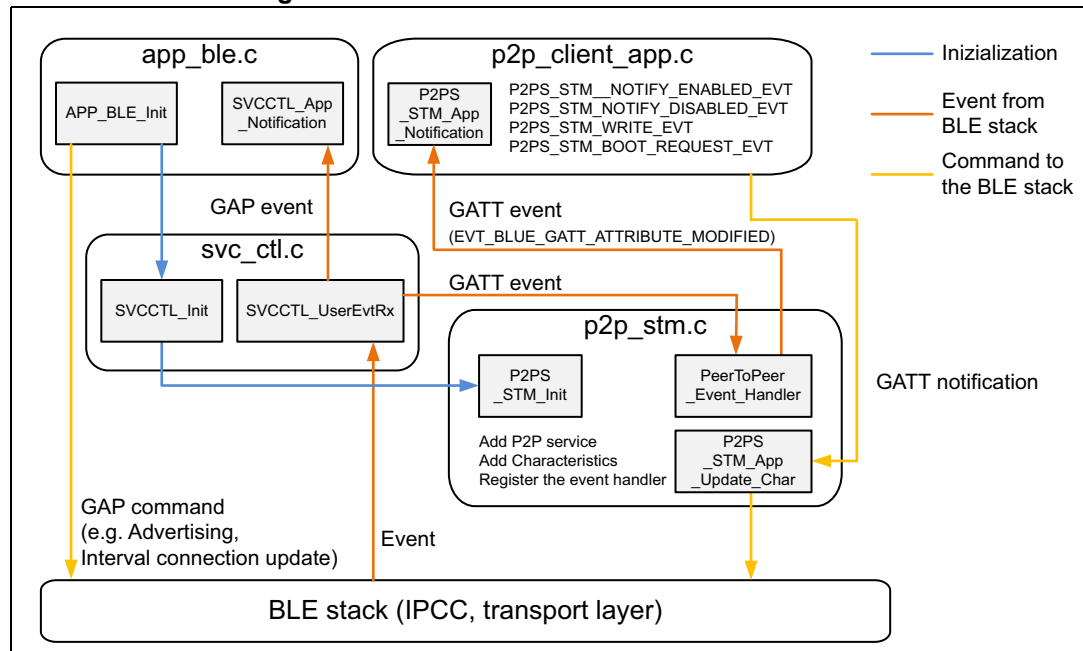 app_ble.c
APP_BLE_Init
SVCCTL_App
_Notification
p2p_client_app.c
P2PS
_STM_App
_Notification
P2PS_STM__NOTIFY_ENABLED_EVT
P2PS_STM_NOTIFY_DISABLED_EVT
P2PS_STM_WRITE_EVT
P2PS_STM_BOOT_REQUEST_EVT
Inizialization
Event from
BLE stack
Command to
the BLE stack
GAP event
GATT event
(EVT_BLUE_GATT_ATTRIBUTE_MODIFIED)
svc_ctl.c
SVCCTL_Init
SVCCTL_UserEvtRx
GATT event
p2p_stm.c
P2PS
_STM_Init
PeerToPeer
_Event_Handler
GATT notification
Add P2P service
Add Characteristics
Register the event handler
P2PS
_STM_App
_Update_Char
GAP command
(e.g. Advertising,
Interval connection update)
Event
BLE stack (IPCC, transport layer)